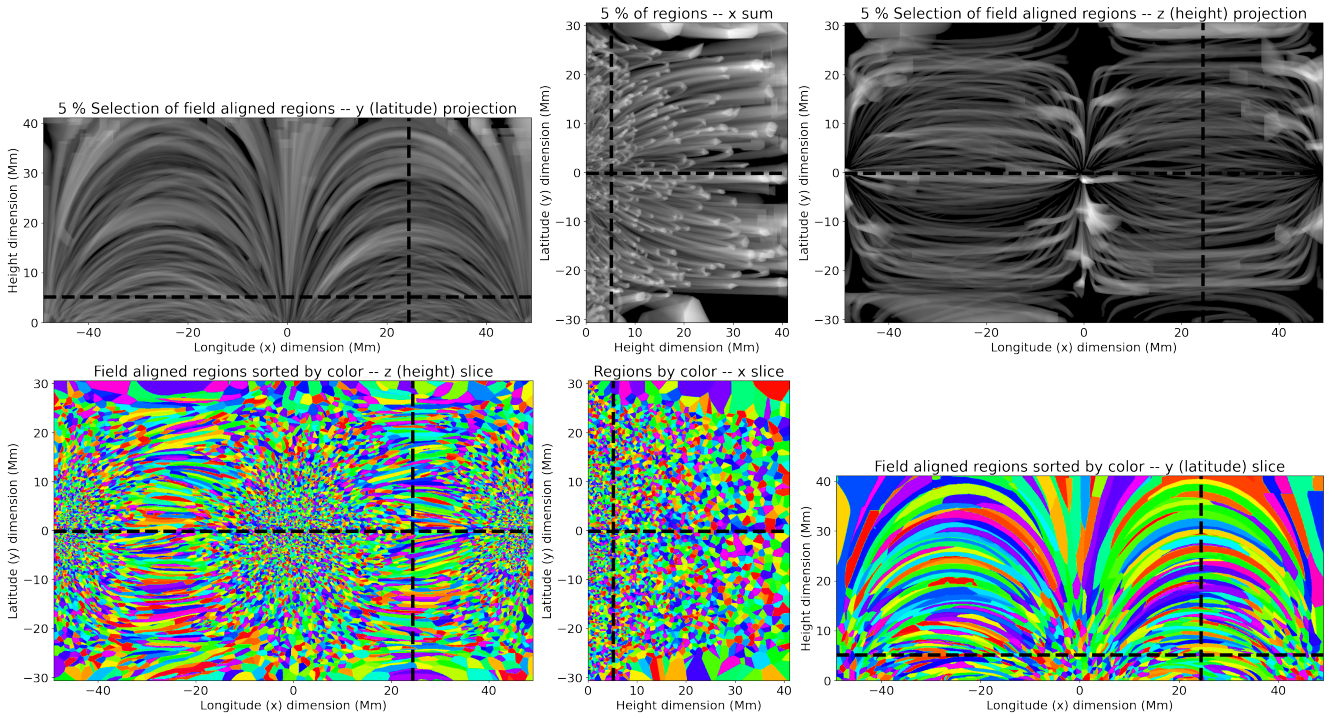 5 % Selection of field aligned regions -- y (latitude) projection
Height dimension (Mm)
40
30
20
10
0
−40 −20 0 20 40
Longitude (x) dimension (Mm)
5 % of regions -- x sum
Latitude (y) dimension (Mm)
30
20
10
0
−10
−20
−30
0 10 20 30 40
Height dimension (Mm)
5 % Selection of field aligned regions -- z (height) projection
Latitude (y) dimension (Mm)
30
20
10
0
−10
−20
−30
−40 −20 0 20 40
Longitude (x) dimension (Mm)
Field aligned regions sorted by color -- z (height) slice
Latitude (y) dimension (Mm)
30
20
10
0
−10
−20
−30
−40 −20 0 20 40
Longitude (x) dimension (Mm)
Regions by color -- x slice
Latitude (y) dimension (Mm)
30
20
10
0
−10
−20
−30
0 10 20 30 40
Height dimension (Mm)
Field aligned regions sorted by color -- y (latitude) slice
Height dimension (Mm)
40
30
20
10
0
−40 −20 0 20 40
Longitude (x) dimension (Mm)